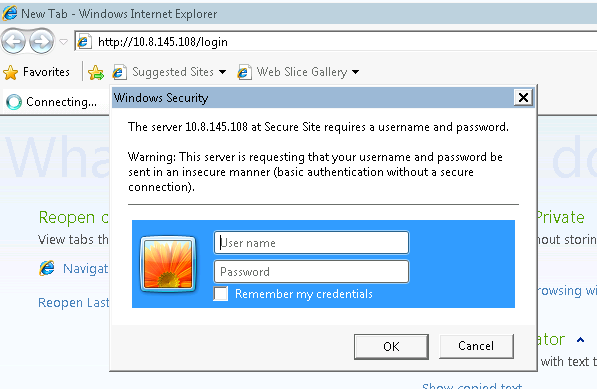 New Tab - Windows Internet Explorer
http://10.8.145.108/login
Favorites
Suggested Sites
Web Slice Gallery
Connecting...
Windows Security
The server 10.8.145.108 at Secure Site requires a username and password.
Warning: This server is requesting that your username and password be
sent in an insecure manner (basic authentication without a secure
connection).
User name
Password
Remember my credentials
OK
Cancel
Wha
do
Reopen
Private
View tabs th
hout storin
Navigat
Reopen Last
rowsing wi
ator
with text
Show copied text